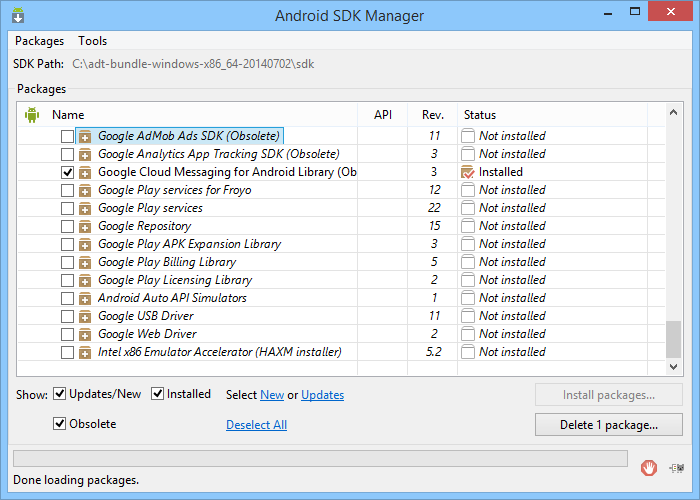 Android SDK Manager
Packages Tools
SDK Path: C:\adt-bundle-windows-x86_64-20140702\sdk
Packages
Name API Rev. Status
Google AdMob Ads SDK (Obsolete) 11 Not installed
Google Analytics App Tracking SDK (Obsolete) 3 Not installed
Google Cloud Messaging for Android Library (Ob 3 Installed
Google Play services for Froyo 12 Not installed
Google Play services 22 Not installed
Google Repository 15 Not installed
Google Play APK Expansion Library 3 Not installed
Google Play Billing Library 5 Not installed
Google Play Licensing Library 2 Not installed
Android Auto API Simulators 1 Not installed
Google USB Driver 11 Not installed
Google Web Driver 2 Not installed
Intel x86 Emulator Accelerator (HAXM installer) 5.2 Not installed
Show: Updates/New Installed Select New or Updates Install packages...
Obsolete Deselect All Delete 1 package...
Done loading packages.